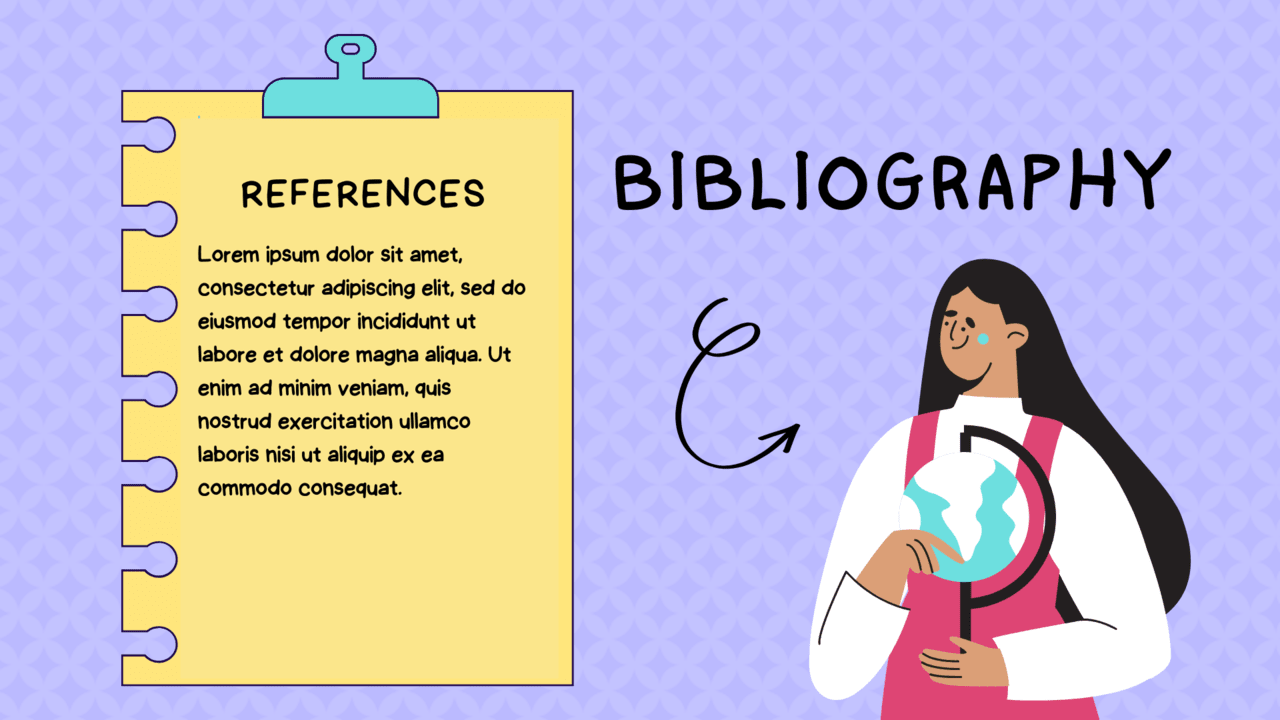 REFERENCES
Lorem ipsum dolor sit amet,
consectetur adipiscing elit, sed do
eiusmod tempor incididunt ut
labore et dolore magna aliqua. Ut
enim ad minim veniam, quis
nostrud exercitation ullamco
laboris nisi ut aliquip ex ea
commodo consequat.
BIBLIOGRAPHY